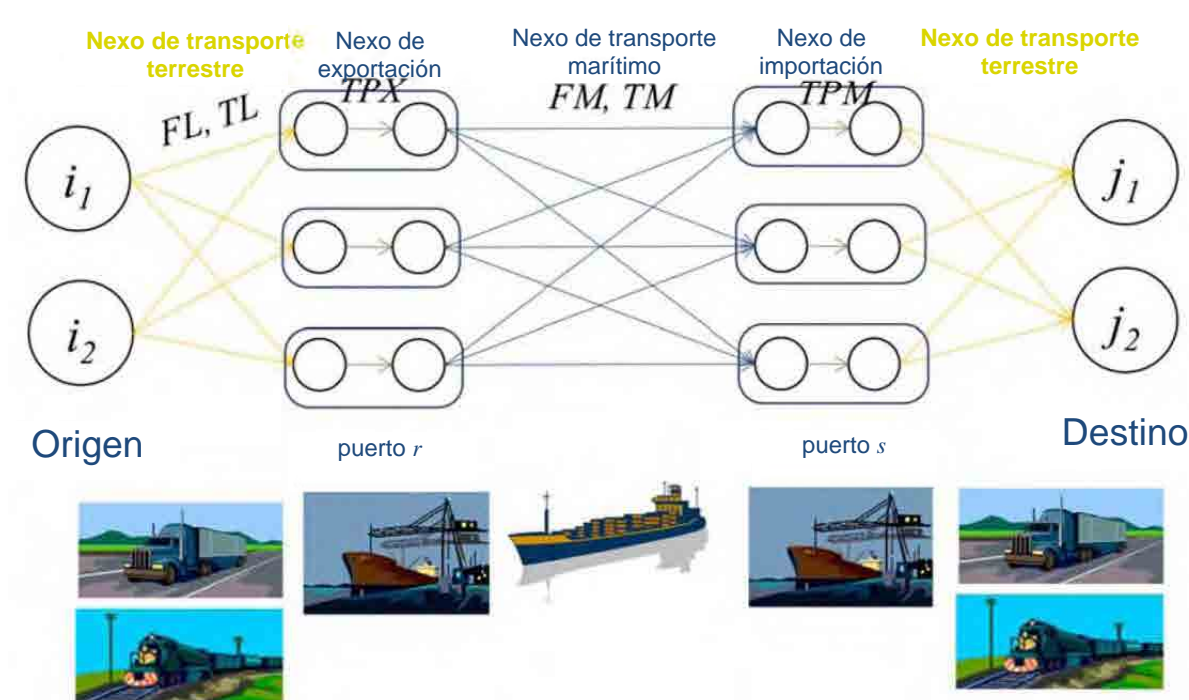 Nexo de transporte
terrestre
Nexo de
exportación
Nexo de transporte
marítimo
Nexo de
importación
Nexo de transporte
terrestre
FL, TL
TPX
FM, TM
TPM
i1
j1
i2
j2
Origen
puerto r
puerto s
Destino